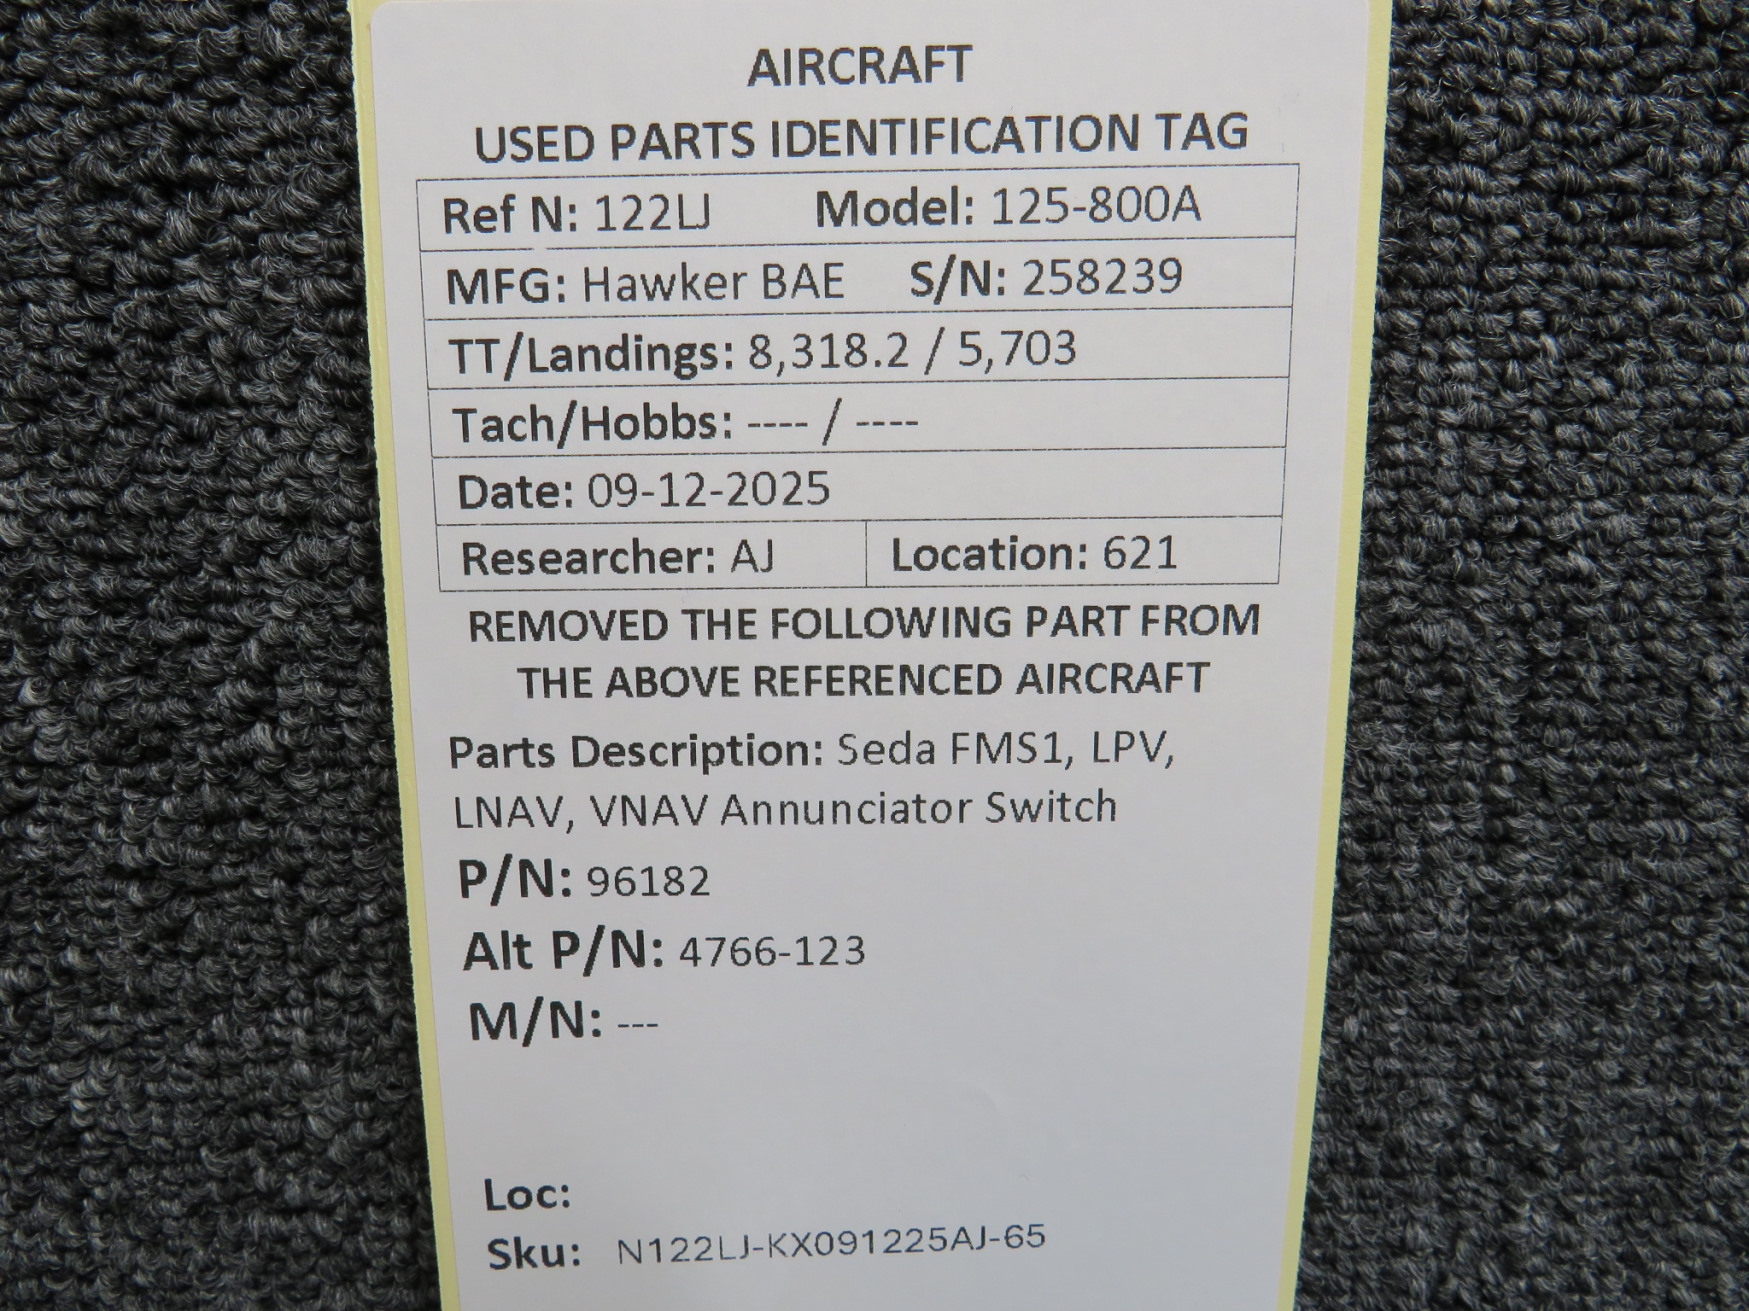 AIRCRAFT
USED PARTS IDENTIFICATION TAG
Ref N: 122LJ Model: 125-800A
MFG: Hawker BAE S/N: 258239
TT/Landings: 8,318.2 / 5,703
Tach/Hobbs: ---- / ----
Date: 09-12-2025
Researcher: AJ Location: 621
REMOVED THE FOLLOWING PART FROM
THE ABOVE REFERENCED AIRCRAFT
Parts Description: Seda FMS1, LPV,
LNAV, VNAV Annunciator Switch
P/N: 96182
Alt P/N: 4766-123
M/N: ---
Loc:
Sku: N122LJ-KX091225AJ-65